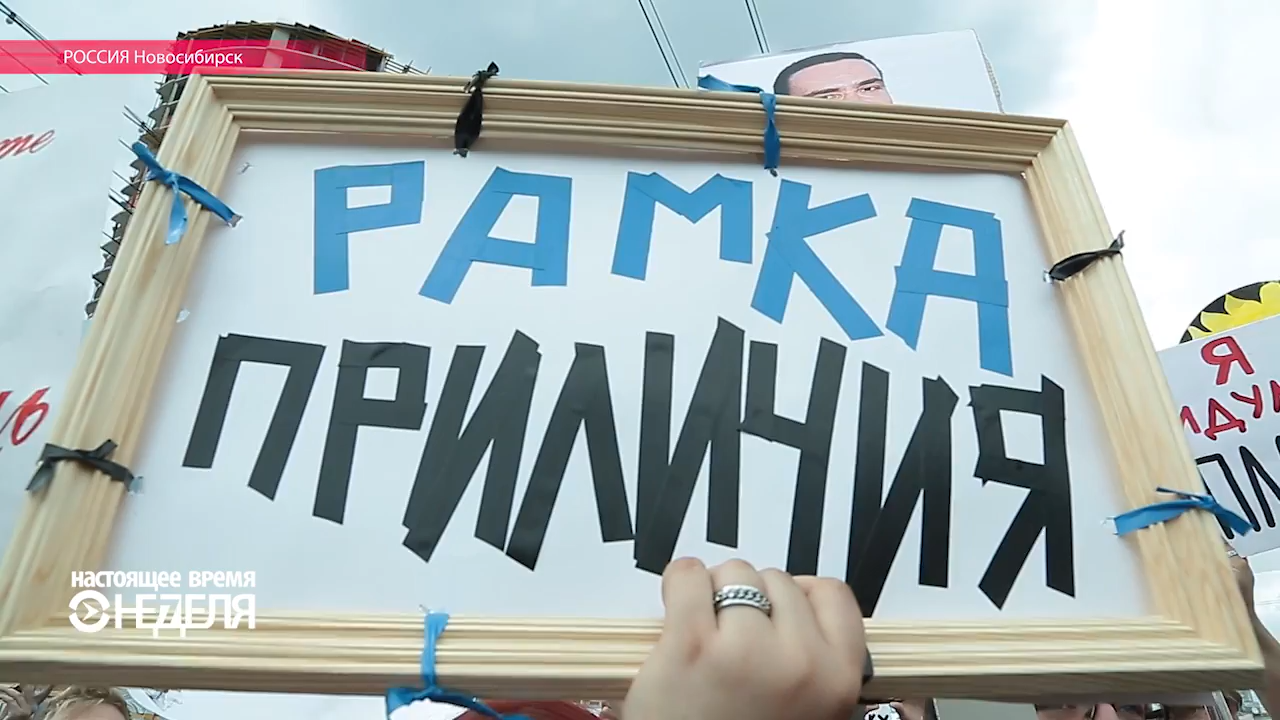 РОССИЯ Новосибирск
РАМКА
ПРИЛИЧИЯ
Я
НАСТОЯЩЕЕ ВРЕМЯ
НЕДЕЛЯ